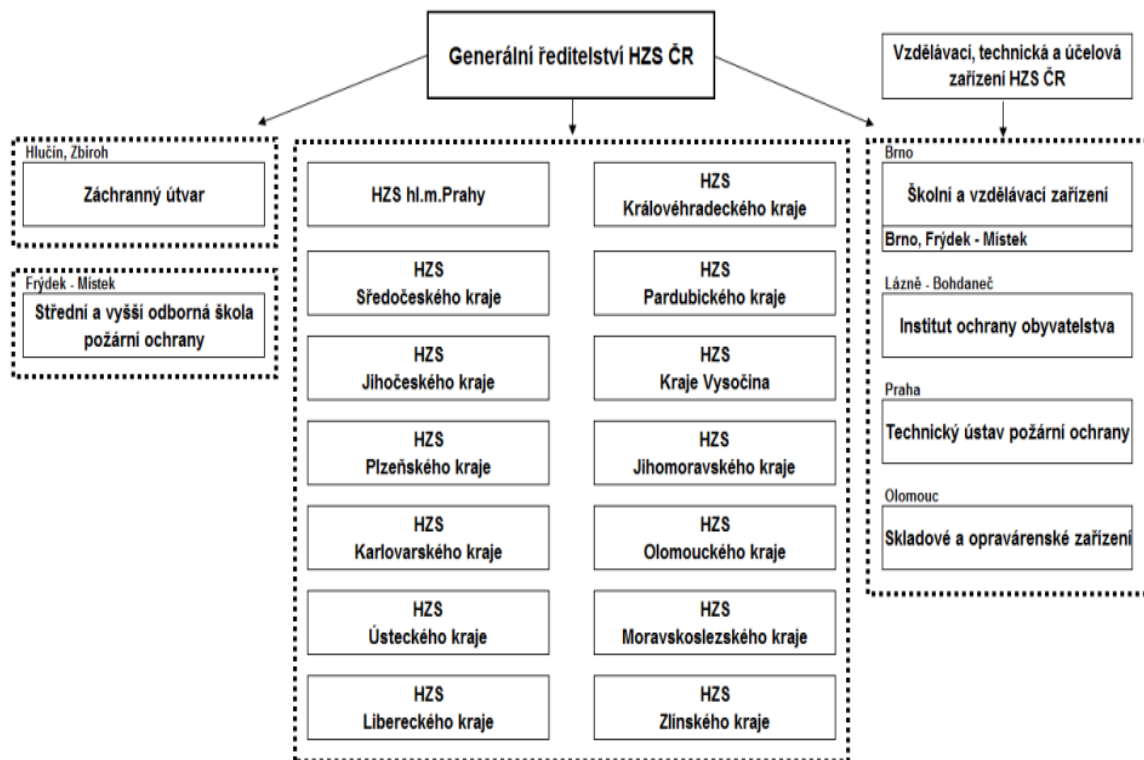 Generální ředitelství HZS ČR
Vzdělávací, technická a účelová
zařízení HZS ČR
Hlučín, Zbiroh
Záchranný útvar
Frýdek - Místek
Střední a vyšší odborná škola
požární ochrany
HZS hl.m.Prahy
HZS
Královéhradeckého kraje
HZS
Sředočeského kraje
HZS
Pardubického kraje
HZS
Jihočeského kraje
HZS
Kraje Vysočina
HZS
Plzeňského kraje
HZS
Jihomoravského kraje
HZS
Karlovarského kraje
HZS
Olomouckého kraje
HZS
Ústeckého kraje
HZS
Moravskoslezského kraje
HZS
Libereckého kraje
HZS
Zlínského kraje
Brno
Školní a vzdělávací zařízení
Brno, Frýdek - Místek
Lázně - Bohdaneč
Institut ochrany obyvatelstva
Praha
Technický ústav požární ochrany
Olomouc
Skladové a opravárenské zařízení